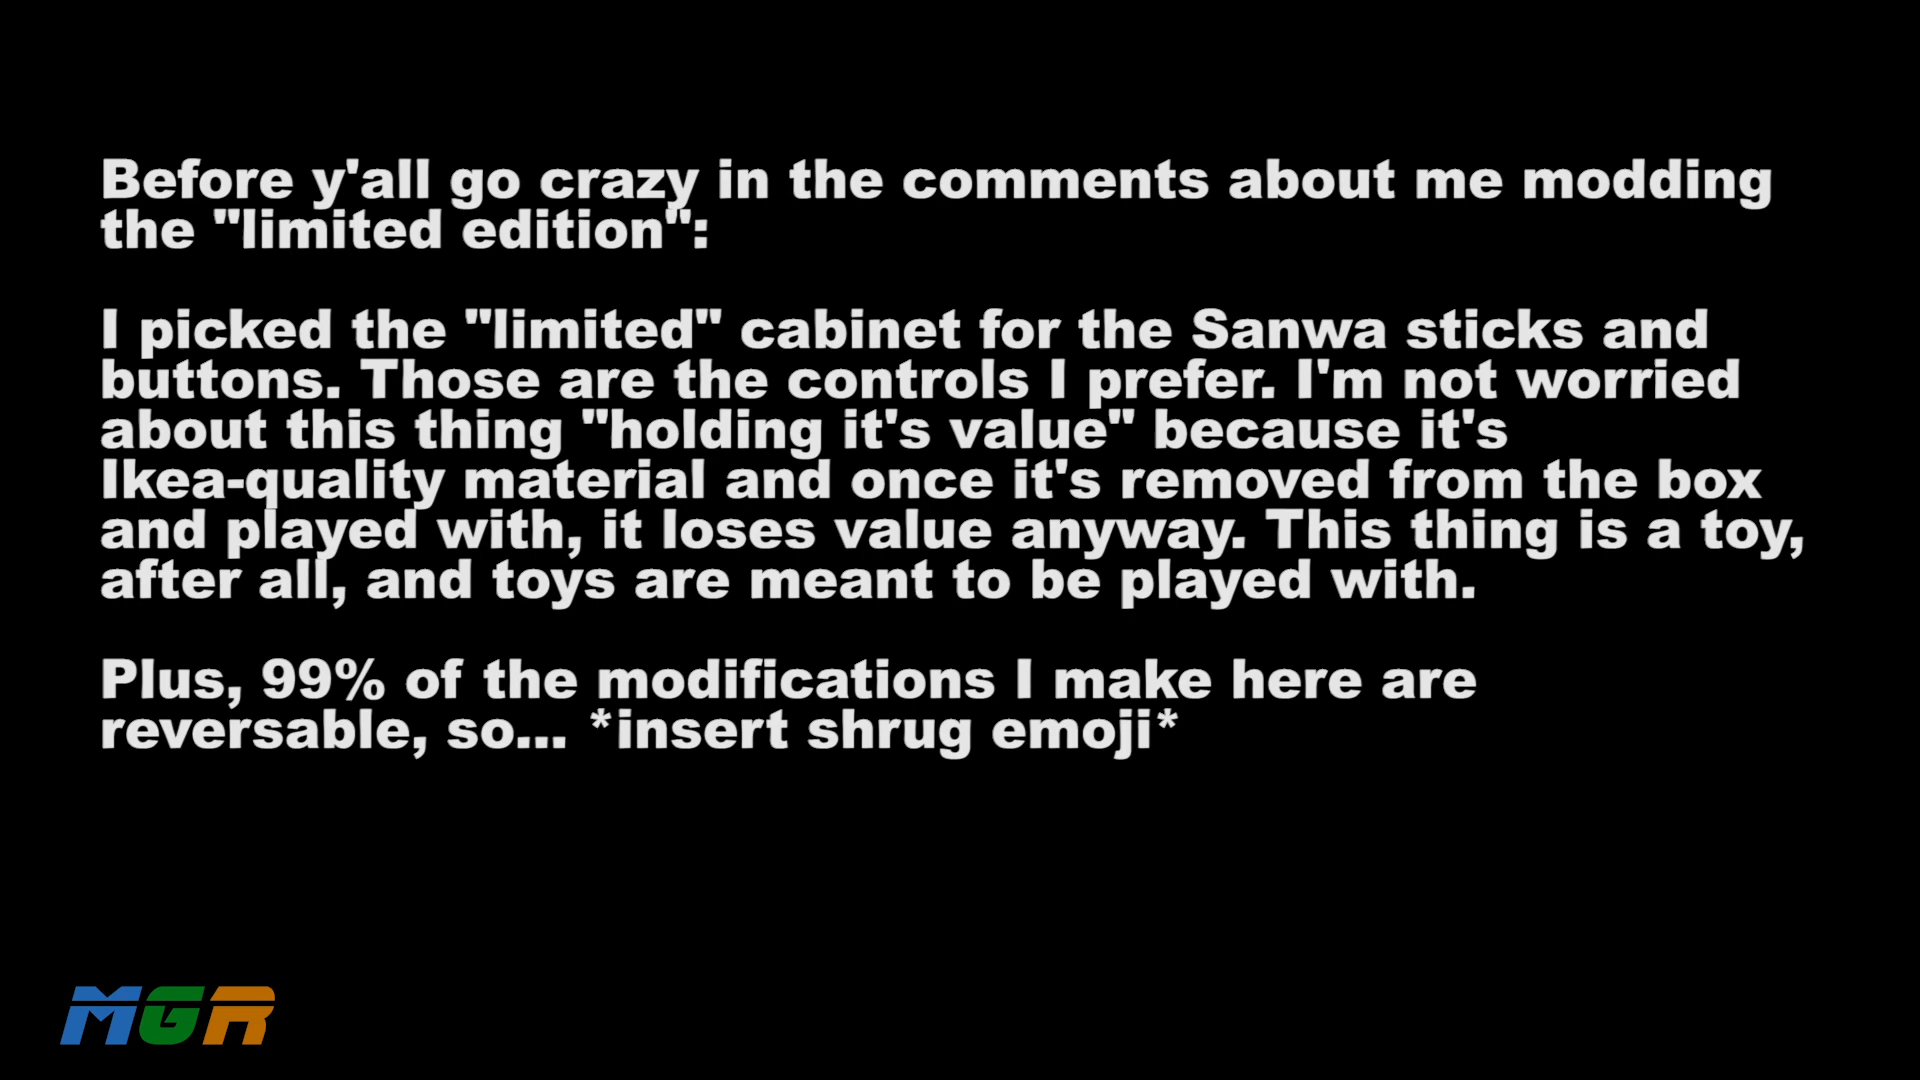 Before y'all go crazy in the comments about me modding
the "limited edition":
I picked the "limited" cabinet for the Sanwa sticks and
buttons. Those are the controls I prefer. I'm not worried
about this thing "holding it's value" because it's
Ikea-quality material and once it's removed from the box
and played with, it loses value anyway. This thing is a toy,
after all, and toys are meant to be played with.
Plus, 99% of the modifications I make here are
reversable, so... *insert shrug emoji*
MGR